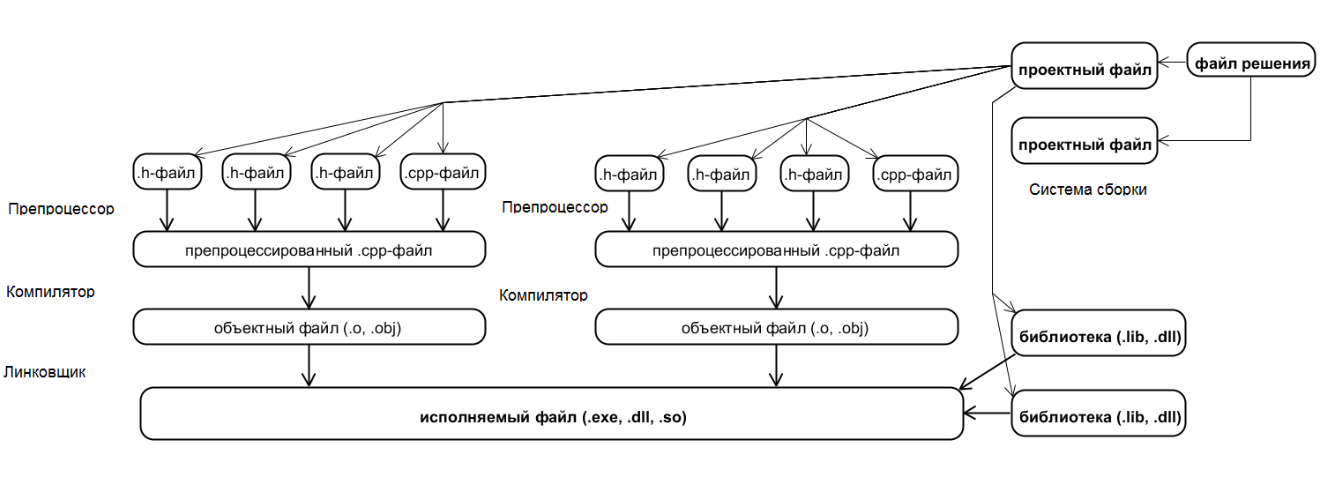 проектный файл
файл решения
проектный файл
Система сборки
.h-файл
.h-файл
.h-файл
.cpp-файл
.h-файл
.h-файл
.h-файл
.cpp-файл
Препроцессор
Препроцессор
препроцессированный .cpp-файл
препроцессированный .cpp-файл
Компилятор
Компилятор
объектный файл (.o, .obj)
объектный файл (.o, .obj)
библиотека (.lib, .dll)
Линковщик
исполняемый файл (.exe, .dll, .so)
библиотека (.lib, .dll)